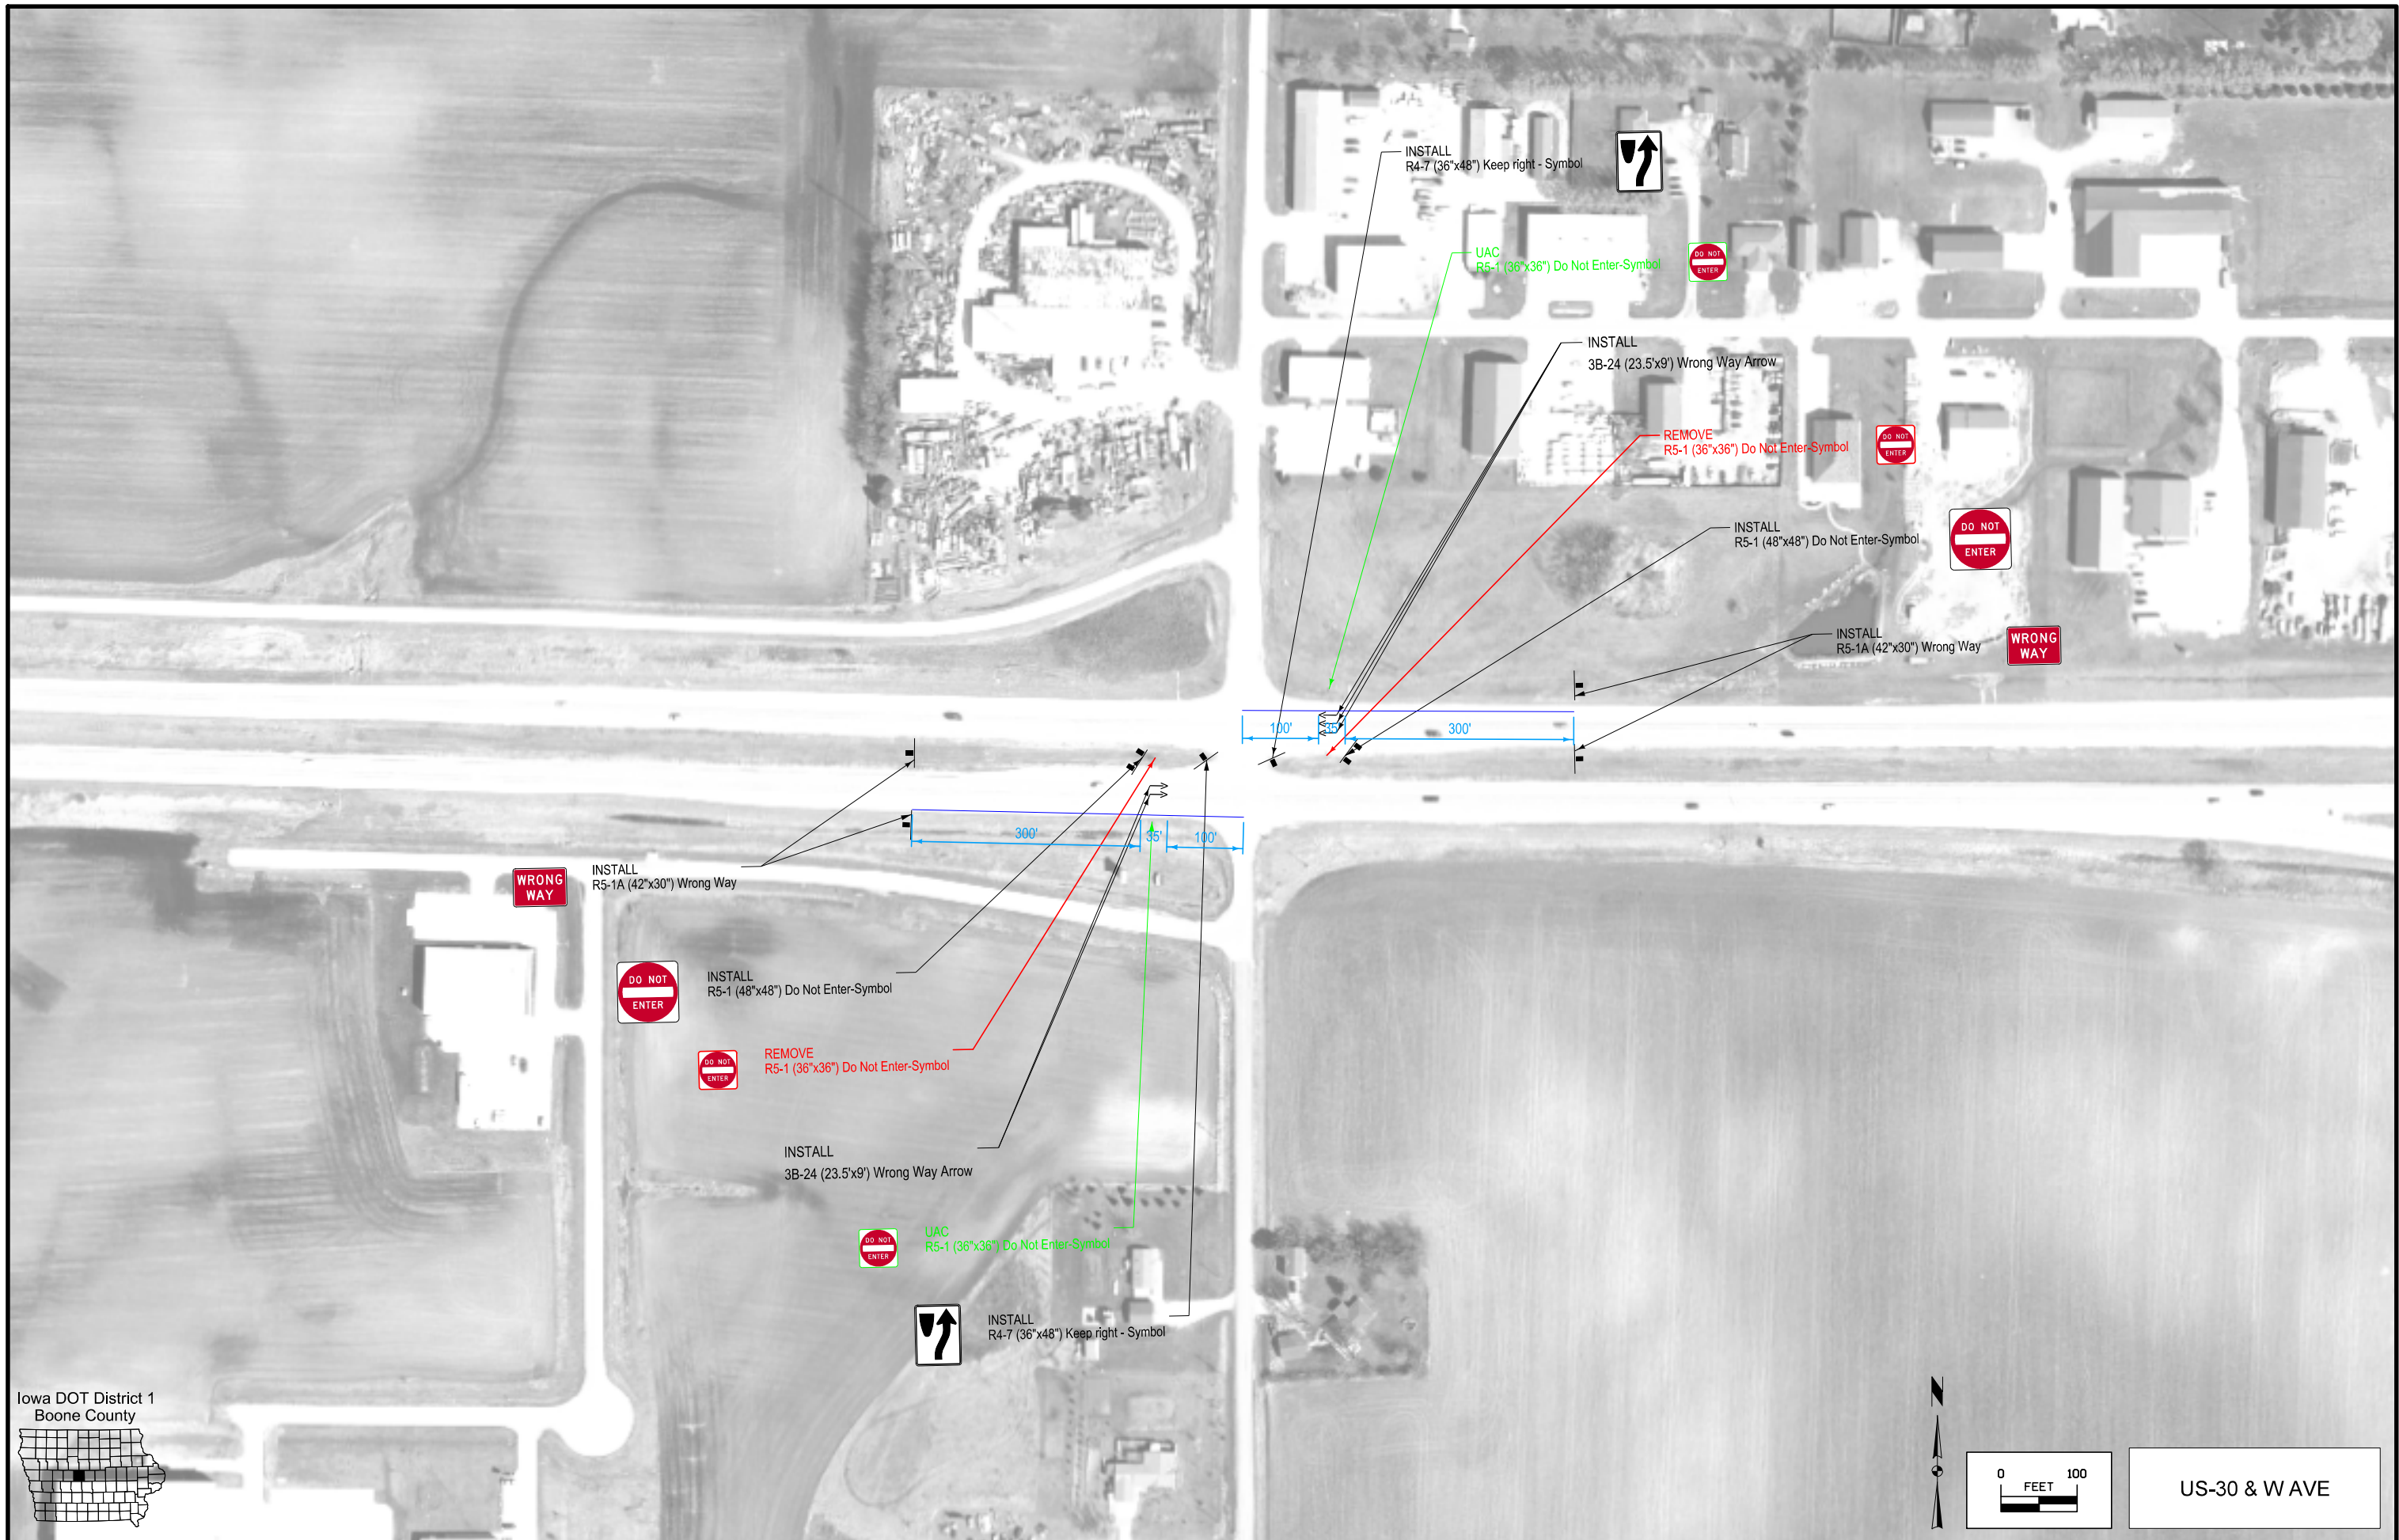 INSTALL
R4-7 (36"x48") Keep right - Symbol
UAC
R5-1 (36"x36") Do Not Enter-Symbol
DO NOT
ENTER
INSTALL
3B-24 (23.5'x9') Wrong Way Arrow
REMOVE
R5-1 (36"x36") Do Not Enter-Symbol
DO NOT
ENTER
INSTALL
R5-1 (48"x48") Do Not Enter-Symbol
DO NOT
ENTER
INSTALL
R5-1A (42"x30") Wrong Way
WRONG
WAY
100'
35'
300'
300'
35'
100'
INSTALL
R5-1A (42"x30") Wrong Way
WRONG
WAY
INSTALL
R5-1 (48"x48") Do Not Enter-Symbol
DO NOT
ENTER
REMOVE
R5-1 (36"x36") Do Not Enter-Symbol
DO NOT
ENTER
INSTALL
3B-24 (23.5'x9') Wrong Way Arrow
UAC
R5-1 (36"x36") Do Not Enter-Symbol
DO NOT
ENTER
INSTALL
R4-7 (36"x48") Keep right - Symbol
Iowa DOT District 1
Boone County
N
0 100
FEET
US-30 & W AVE